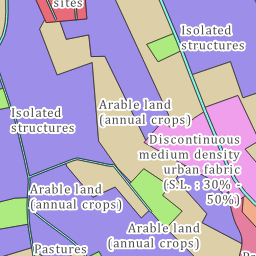 sites
Isolated
structures
Arable land
(annual crops)
Isolated
structures
Discontinuous
medium density
urban fabric
(S.L. : 30% -
50%)
Arable land
(annual crops)
Arable land
(annual crops)
Pastures